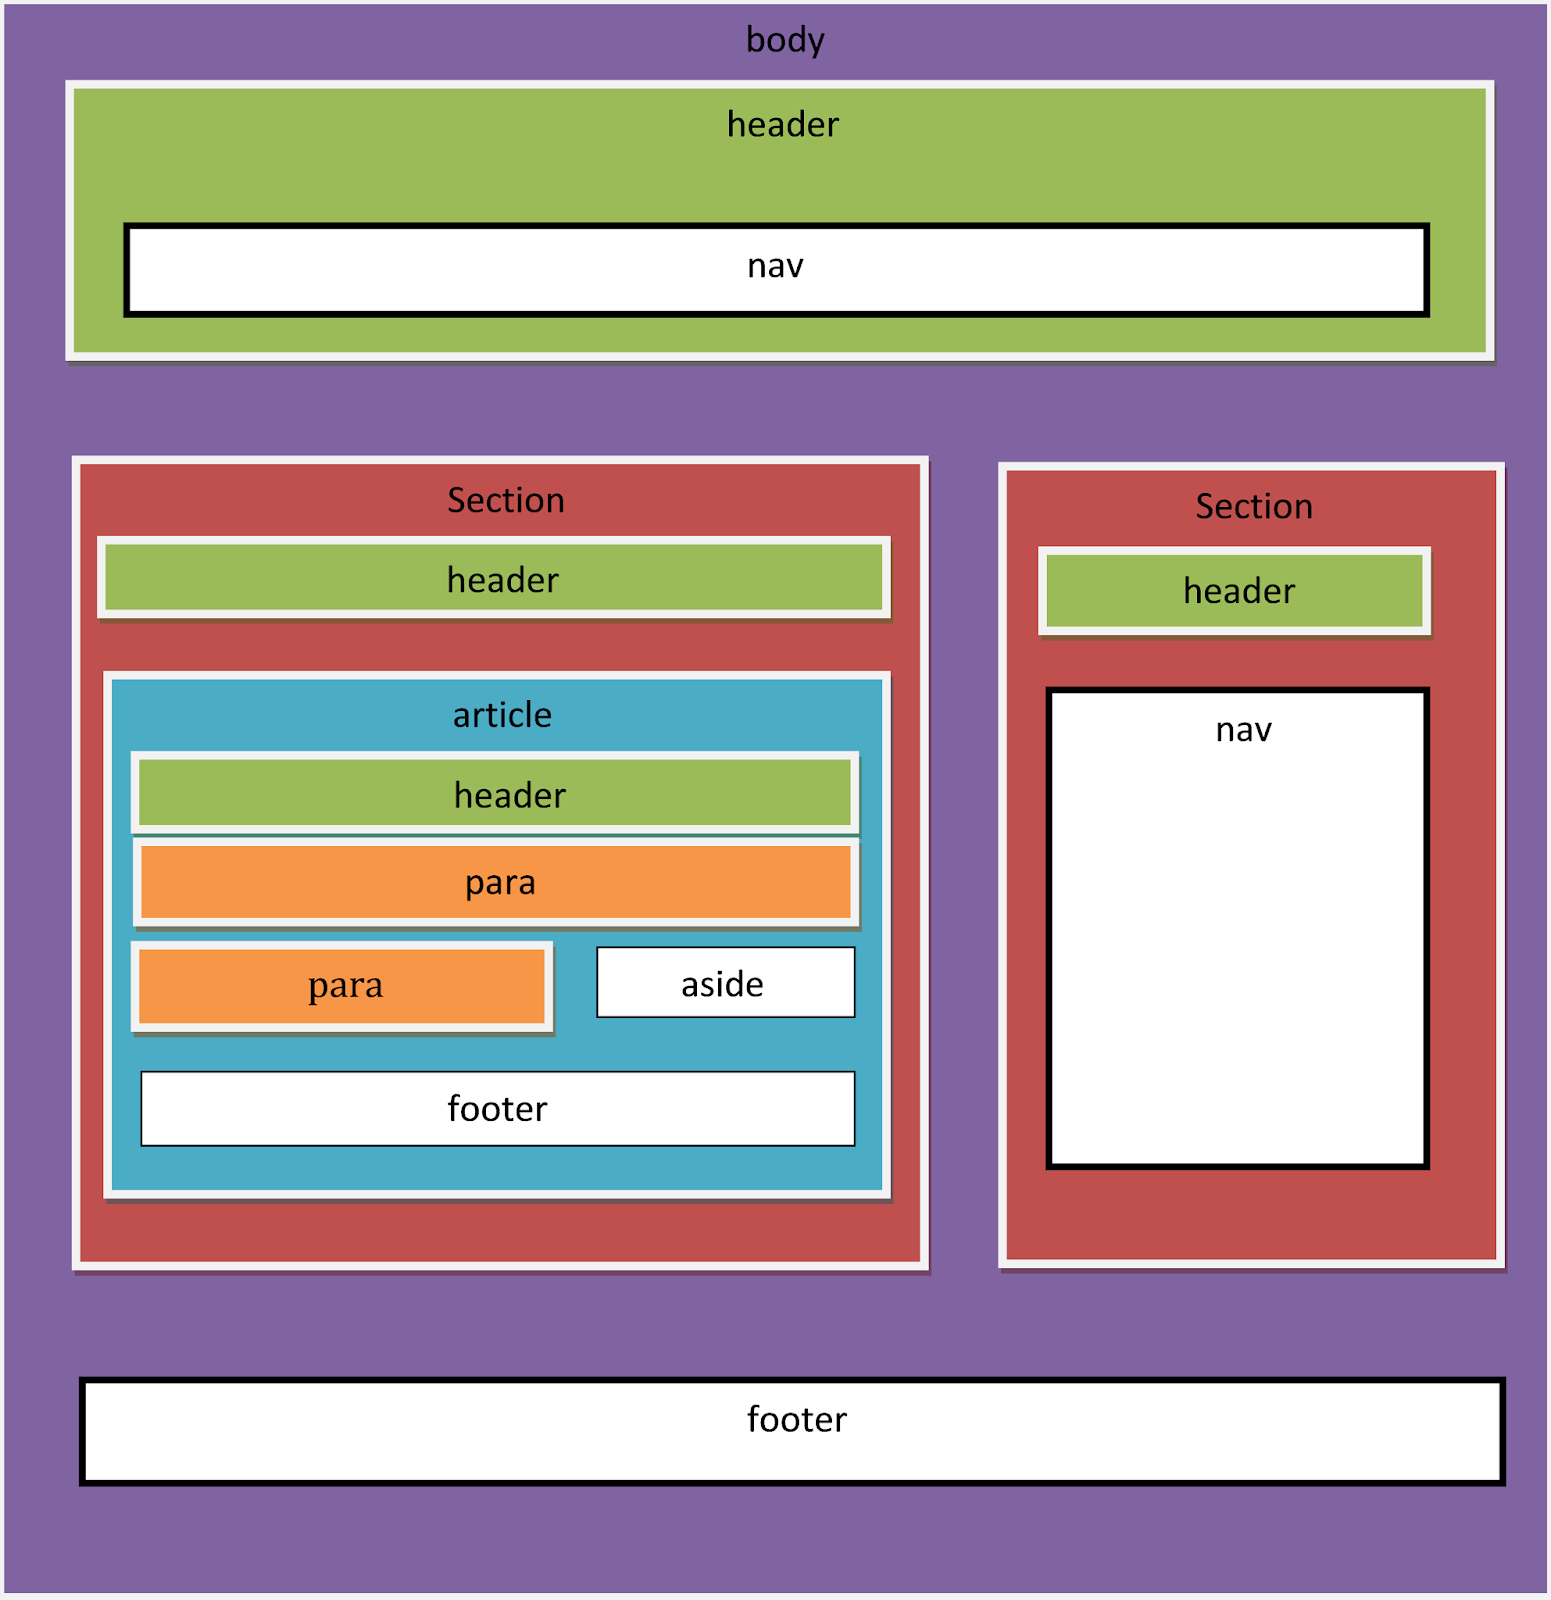 body
header
nav
Section
header
article
header
para
para
aside
footer
Section
header
nav
footer